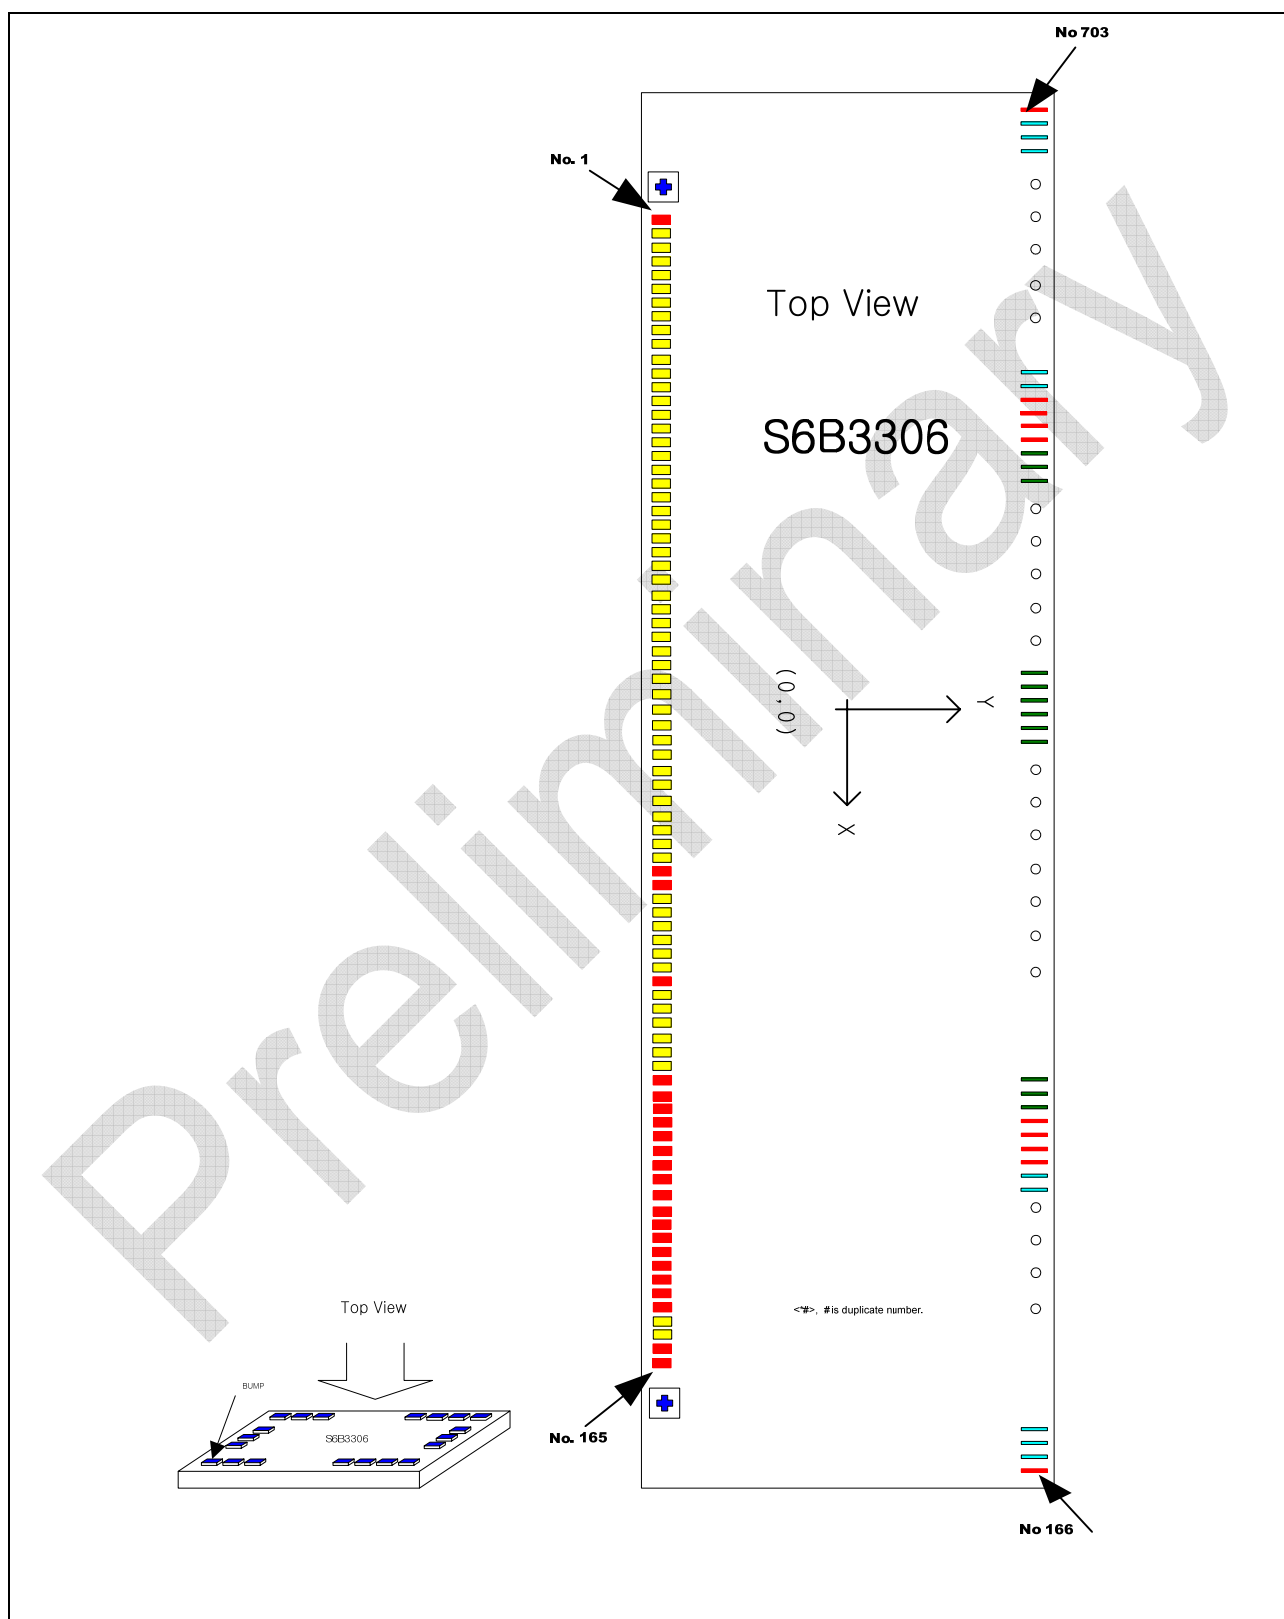 No 703
No. 1
Top View
S6B3306
(0,0)
Y
X
<*#>, # is duplicate number.
Top View
BUMP
S6B3306
No. 165
No 166
Preliminary